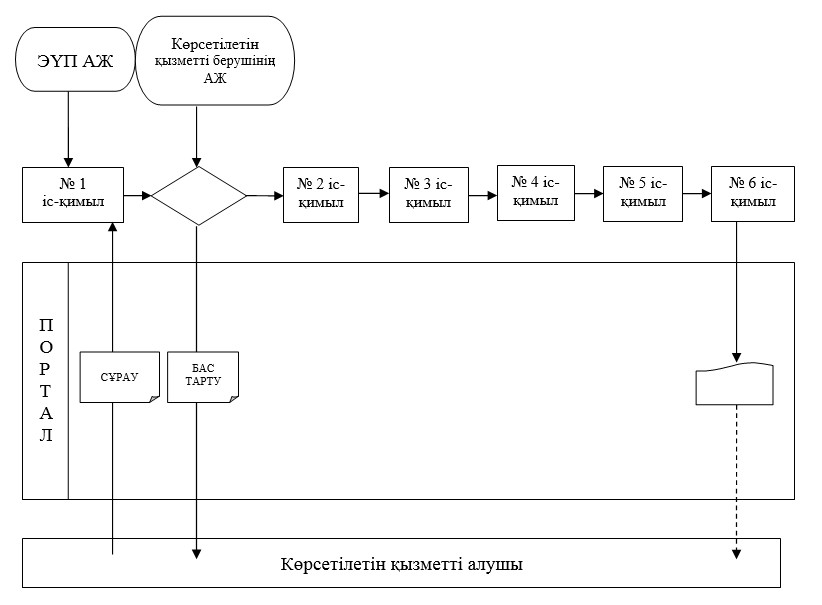 ЭҮП АЖ
Көрсетілетін
қызметті берушінің
АЖ
№ 1
іс-қимыл
№ 2 іс-
қимыл
№ 3 іс-
қимыл
№ 4 іс-
қимыл
№ 5 іс-
қимыл
№ 6 іс-
қимыл
П
О
Р
Т
А
Л
СҰРАУ
БАС
ТАРТУ
Көрсетілетін қызметті алушы